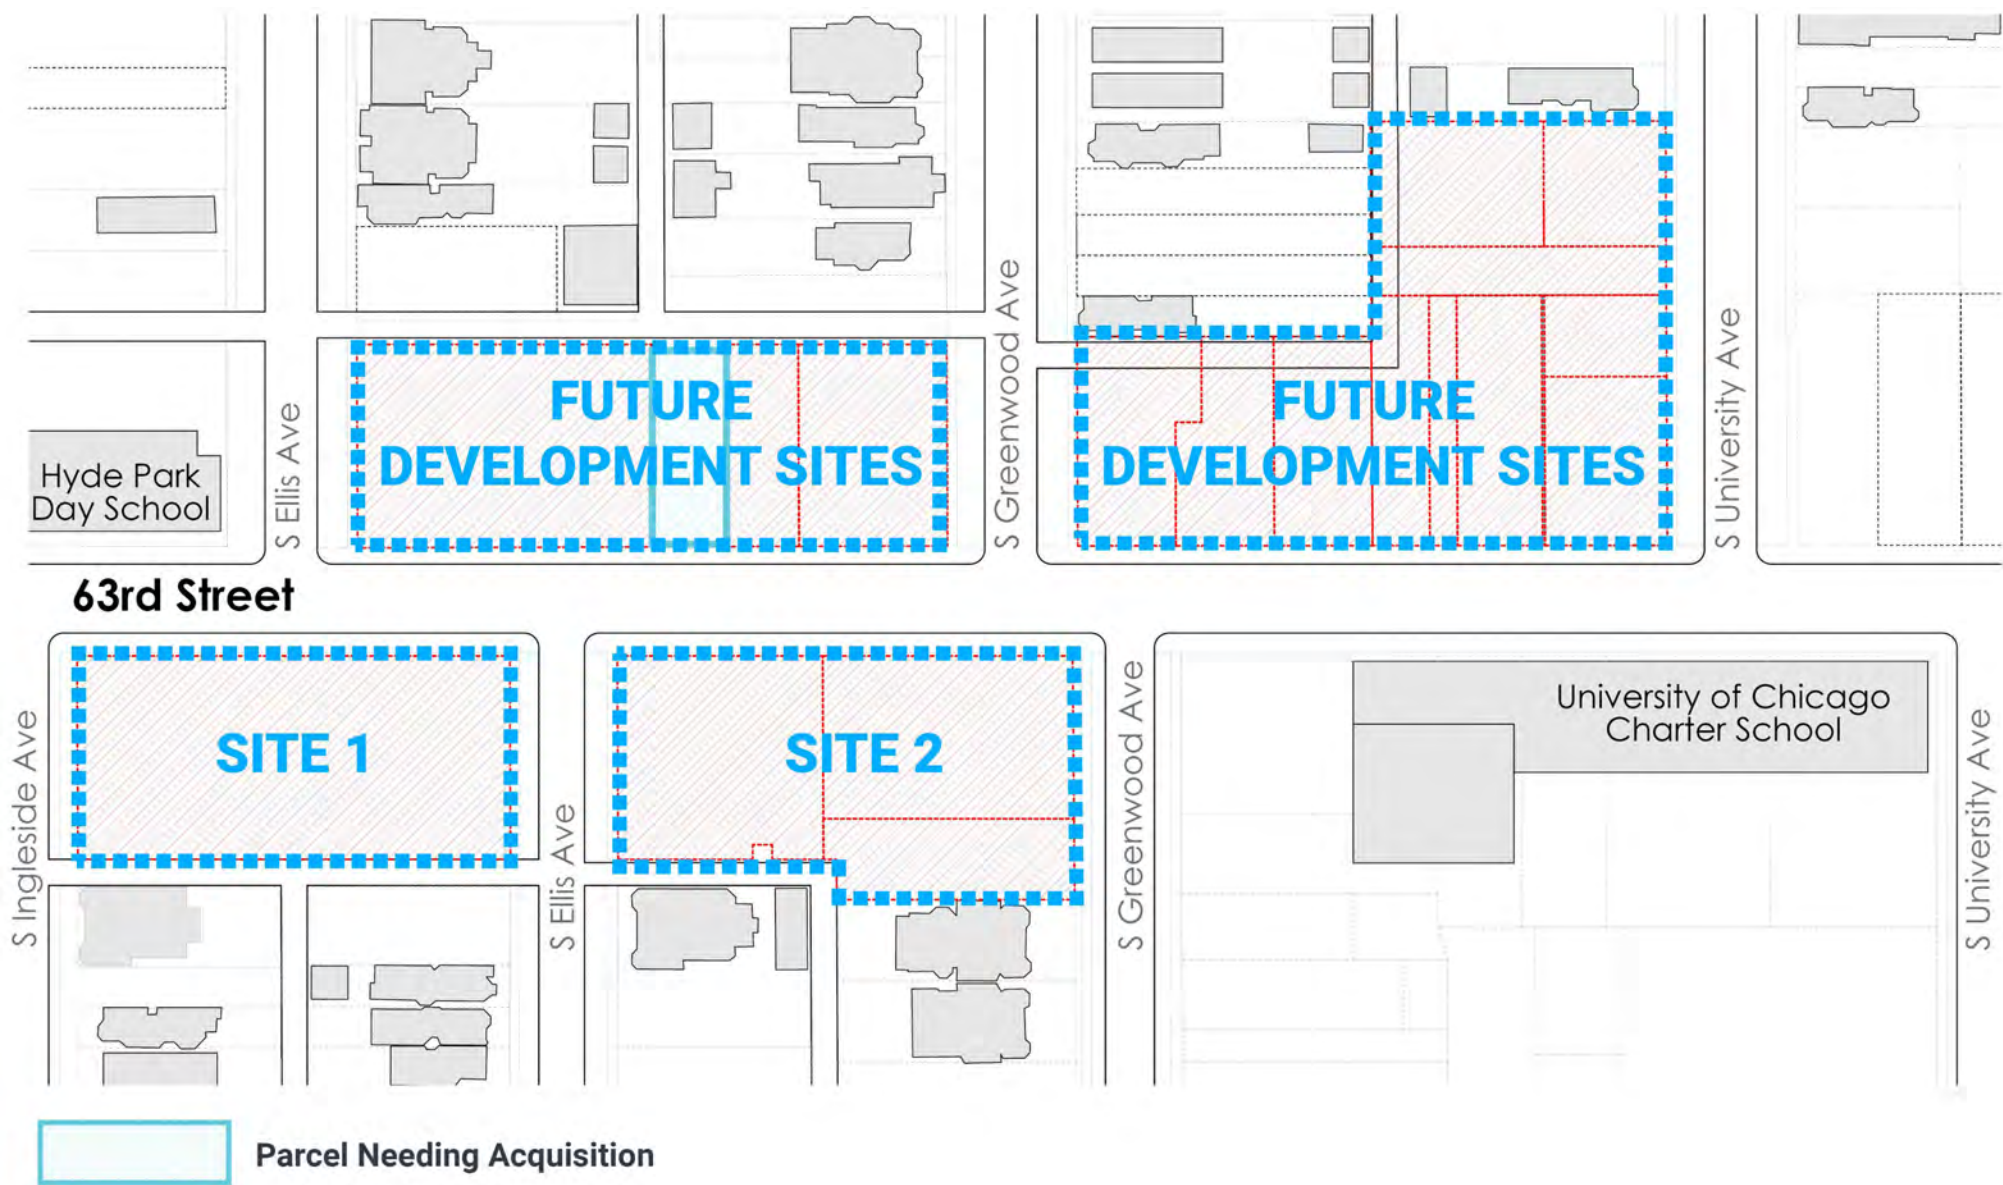 S Greenwood Ave
FUTURE
DEVELOPMENT SITES
FUTURE
DEVELOPMENT SITES
S University Ave
S Ellis Ave
Hyde Park
Day School
63rd Street
S Ingleside Ave
SITE 1
S Ellis Ave
SITE 2
S Greenwood Ave
University of Chicago
Charter School
S University Ave
Parcel Needing Acquisition